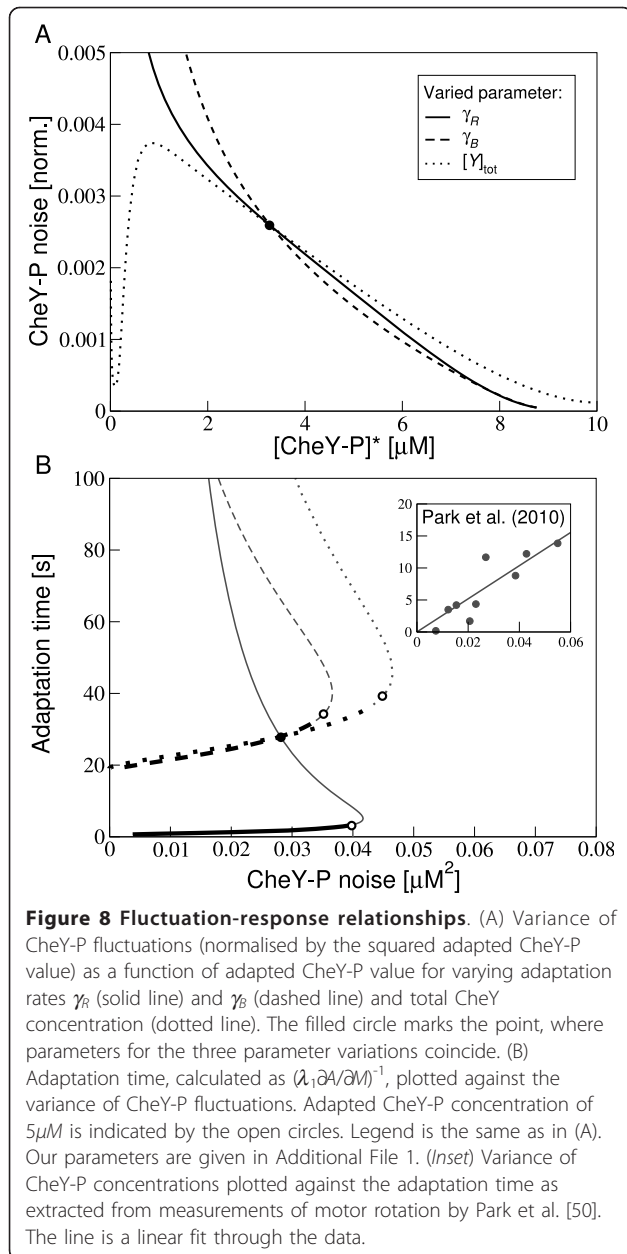 A
0.005
0.004
0.003
0.002
0.001
0
CheY-P noise [norm.]
Varied parameter:
γR
γB
[Y]tot
0 2 4 6 8 10
[CheY-P]* [μM]
B
100
80
60
40
20
0
Adaptation time [s]
20
15
10
5
0
Park et al. (2010)
0 0.02 0.04 0.06
0 0.01 0.02 0.03 0.04 0.05 0.06 0.07 0.08
CheY-P noise [μM²]
Figure 8 Fluctuation-response relationships. (A) Variance of
CheY-P fluctuations (normalised by the squared adapted CheY-P
value) as a function of adapted CheY-P value for varying adaptation
rates γR (solid line) and γB (dashed line) and total CheY
concentration (dotted line). The filled circle marks the point, where
parameters for the three parameter variations coincide. (B)
Adaptation time, calculated as (λ₁∂A/∂M)⁻¹, plotted against the
variance of CheY-P fluctuations. Adapted CheY-P concentration of
5μM is indicated by the open circles. Legend is the same as in (A).
Our parameters are given in Additional File 1. (Inset) Variance of
CheY-P concentrations plotted against the adaptation time as
extracted from measurements of motor rotation by Park et al. [50].
The line is a linear fit through the data.